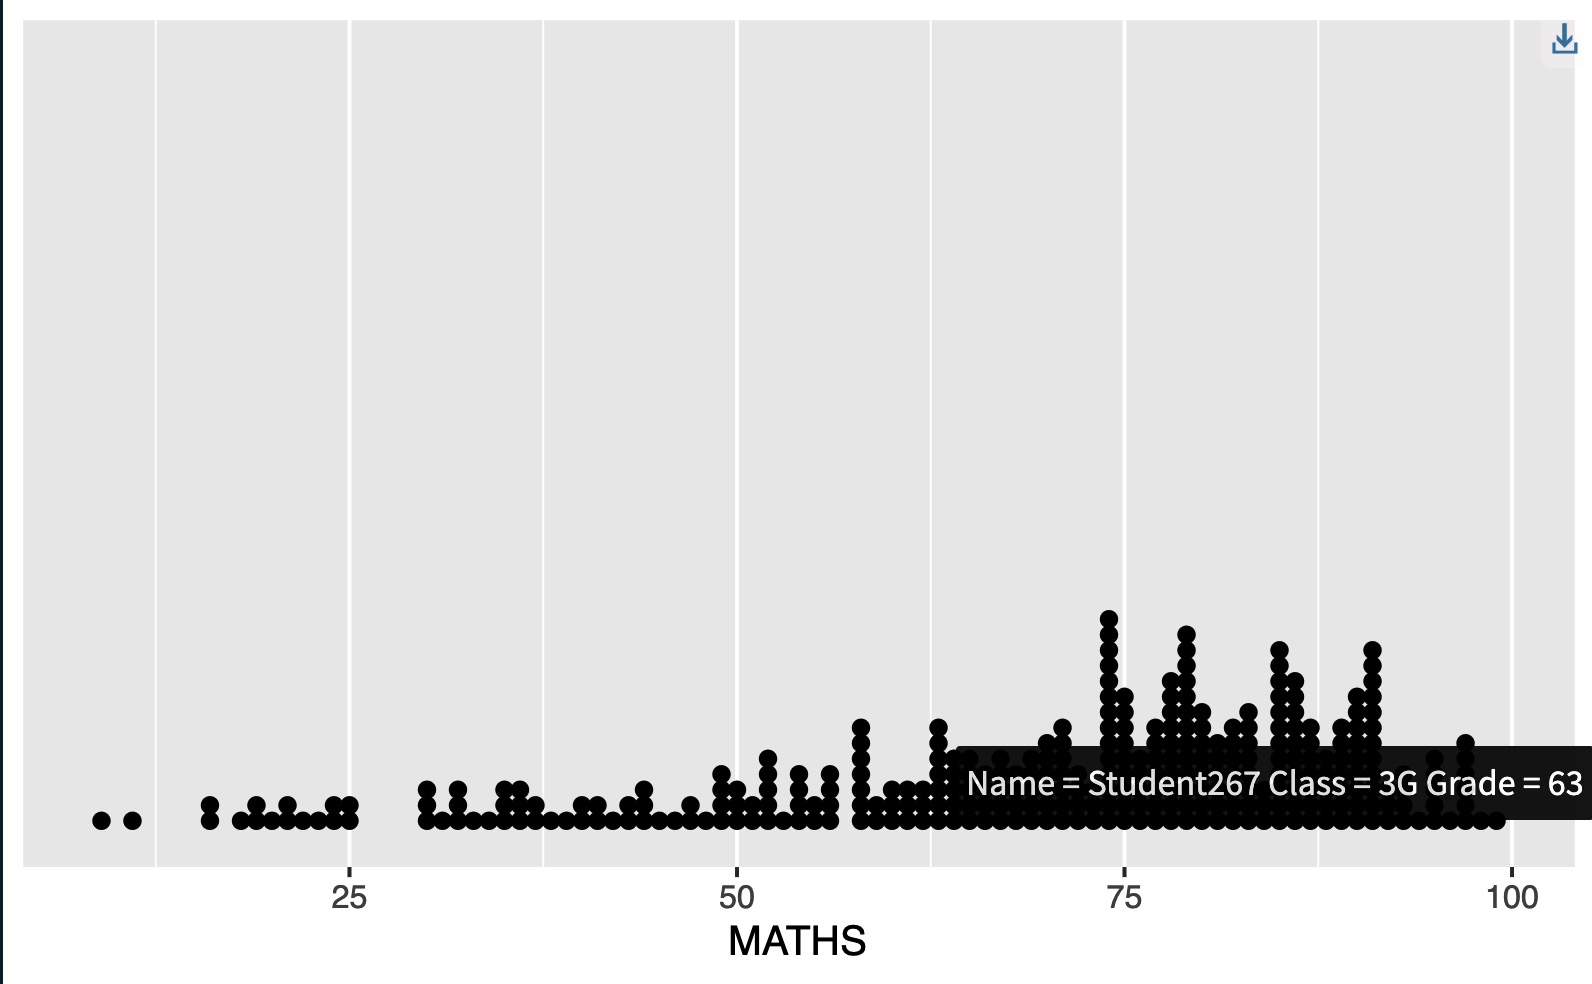 Name = Student267 Class = 3G Grade = 63
25 50 75 100
MATHS